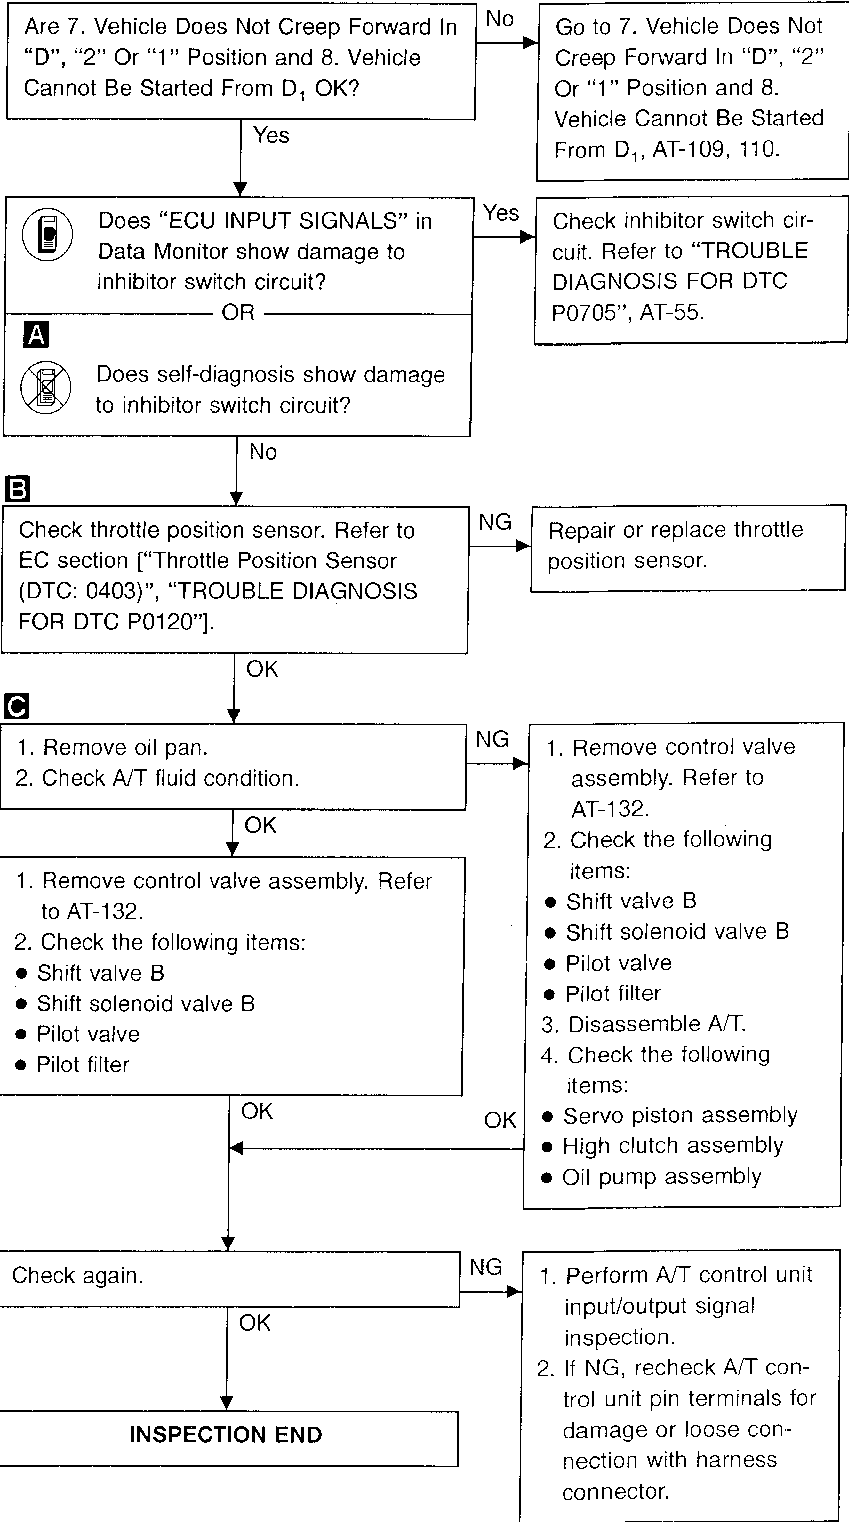 Are 7. Vehicle Does Not Creep Forward In
“D”, “2” Or “1” Position and 8. Vehicle
Cannot Be Started From D1 OK?
No
Go to 7. Vehicle Does Not
Creep Forward In “D”, “2”
Or “1” Position and 8.
Vehicle Cannot Be Started
From D1, AT-109, 110.
Yes
Does “ECU INPUT SIGNALS” in
Data Monitor show damage to
inhibitor switch circuit?
OR
A
Does self-diagnosis show damage
to inhibitor switch circuit?
Yes
Check inhibitor switch cir-
cuit. Refer to “TROUBLE
DIAGNOSIS FOR DTC
P0705”, AT-55.
No
B
Check throttle position sensor. Refer to
EC section [“Throttle Position Sensor
(DTC: 0403)”, “TROUBLE DIAGNOSIS
FOR DTC P0120”].
NG
Repair or replace throttle
position sensor.
OK
C
1. Remove oil pan.
2. Check A/T fluid condition.
NG
1. Remove control valve
assembly. Refer to
AT-132.
2. Check the following
items:
● Shift valve B
● Shift solenoid valve B
● Pilot valve
● Pilot filter
3. Disassemble A/T.
4. Check the following
items:
● Servo piston assembly
● High clutch assembly
● Oil pump assembly
OK
1. Remove control valve assembly. Refer
to AT-132.
2. Check the following items:
● Shift valve B
● Shift solenoid valve B
● Pilot valve
● Pilot filter
OK
OK
Check again.
NG
1. Perform A/T control unit
input/output signal
inspection.
2. If NG, recheck A/T con-
trol unit pin terminals for
damage or loose con-
nection with harness
connector.
OK
INSPECTION END